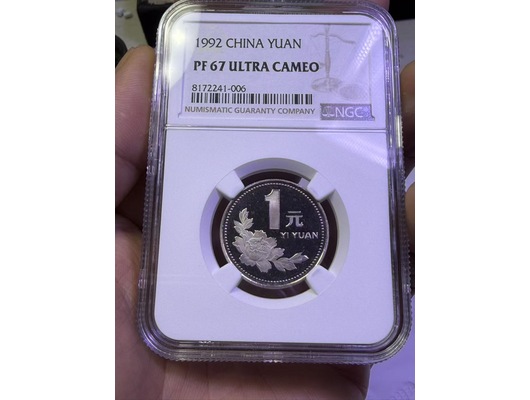 1992 CHINA YUAN
PF 67 ULTRA CAMEO
8172241-006
NUMISMATIC GUARANTY COMPANY
NGC
1 元
YI YUAN